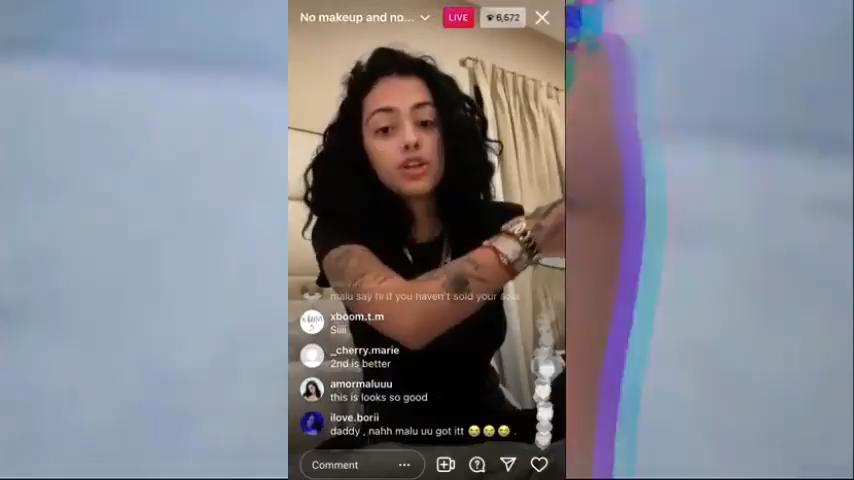 No makeup and no...
LIVE
6,572
malu say hi if you haven't sold your soul
xboom.t.m
Siiii
_cherry.marie
2nd is better
amormaluuu
this is looks so good
ilove.borii
daddy , nahh malu uu got itt 😂😂😂 .
Comment